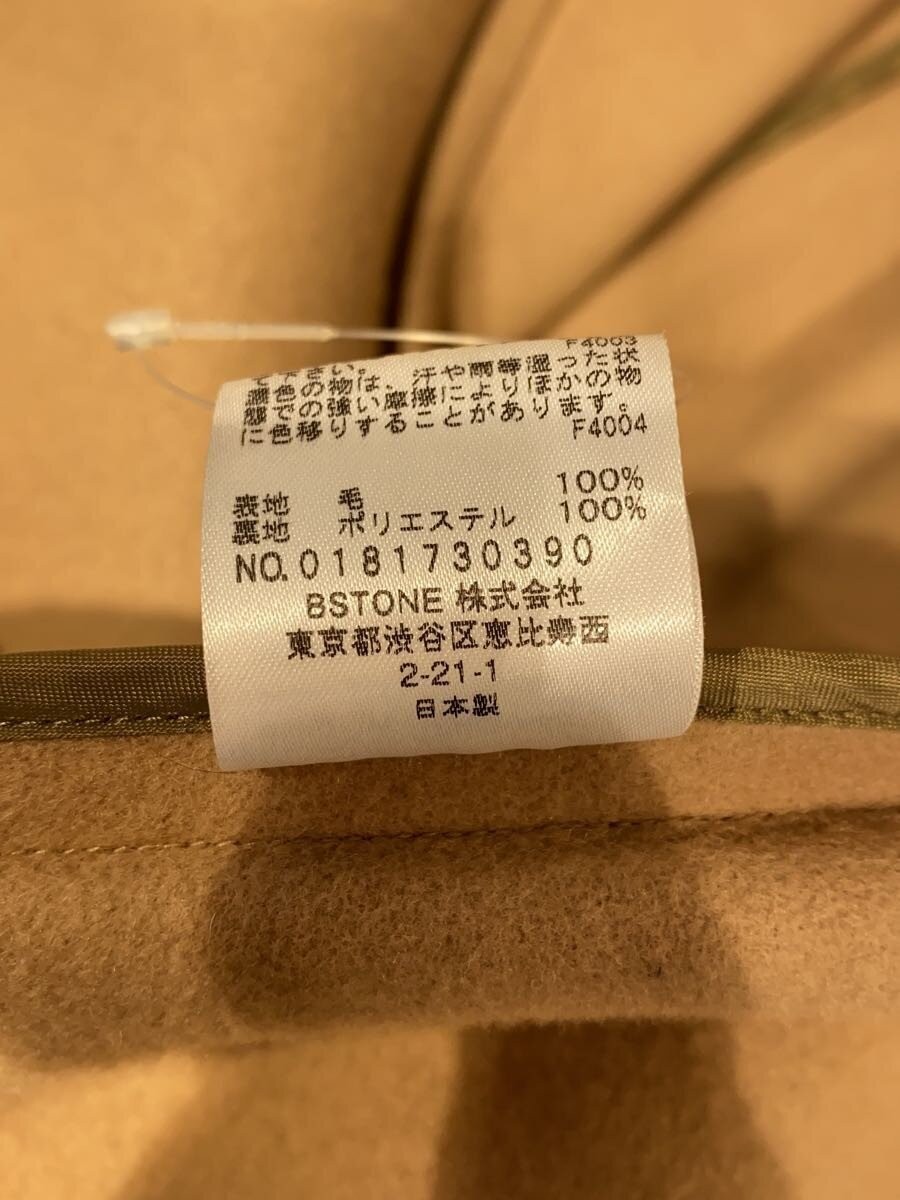 F4003
濃色の物は、汗や雨等で湿った状
態での強い摩擦によりほかの物
に色移りすることがあります。
F4004
表地 毛 100%
裏地 ポリエステル 100%
NO.0181730390
BSTONE 株式会社
東京都渋谷区恵比寿西
2-21-1
日本製